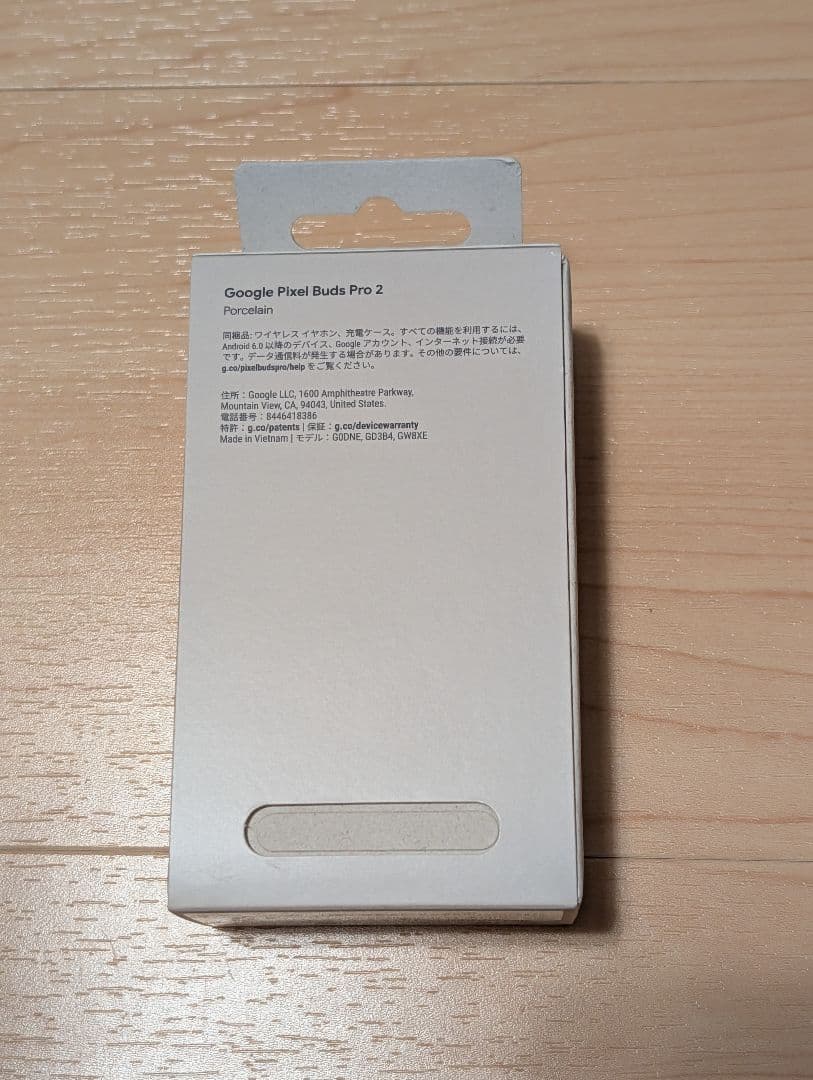 Google Pixel Buds Pro 2
Porcelain
同梱品: ワイヤレス イヤホン、充電ケース。すべての機能を利用するには、
Android 6.0 以降のデバイス、Google アカウント、インターネット接続が必要
です。データ通信料が発生する場合があります。その他の要件については、
g.co/pixelbudspro/help をご覧ください。
住所：Google LLC, 1600 Amphitheatre Parkway,
Mountain View, CA, 94043, United States.
電話番号：8446418386
特許：g.co/patents | 保証：g.co/devicewarranty
Made in Vietnam | モデル：G0DNE, GD3B4, GW8XE